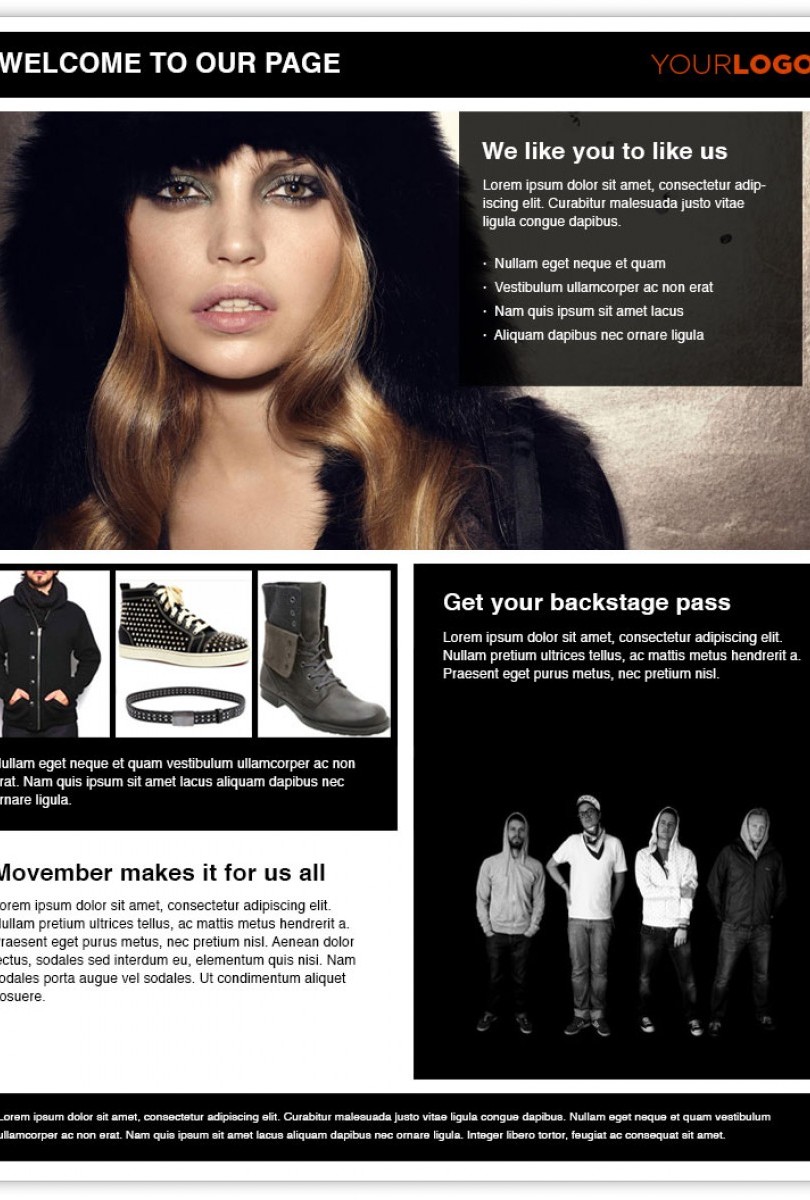 WELCOME TO OUR PAGE
YOURLOGO
We like you to like us
Lorem ipsum dolor sit amet, consectetur adip-
iscing elit. Curabitur malesuada justo vitae
ligula congue dapibus.
· Nullam eget neque et quam
· Vestibulum ullamcorper ac non erat
· Nam quis ipsum sit amet lacus
· Aliquam dapibus nec ornare ligula
ullam eget neque et quam vestibulum ullamcorper ac non
rat. Nam quis ipsum sit amet lacus aliquam dapibus nec
rnare ligula.
Movember makes it for us all
orem ipsum dolor sit amet, consectetur adipiscing elit.
ullam pretium ultrices tellus, ac mattis metus hendrerit a.
raesent eget purus metus, nec pretium nisl. Aenean dolor
ectus, sodales sed interdum eu, elementum quis nisi. Nam
odales porta augue vel sodales. Ut condimentum aliquet
osuere.
Get your backstage pass
Lorem ipsum dolor sit amet, consectetur adipiscing elit.
Nullam pretium ultrices tellus, ac mattis metus hendrerit a.
Praesent eget purus metus, nec pretium nisl.
Lorem ipsum dolor sit amet, consectetur adipiscing elit. Curabitur malesuada justo vitae ligula congue dapibus. Nullam eget neque et quam vestibulum
ullamcorper ac non erat. Nam quis ipsum sit amet lacus aliquam dapibus nec ornare ligula. Integer libero tortor, feugiat ac consequat sit amet.